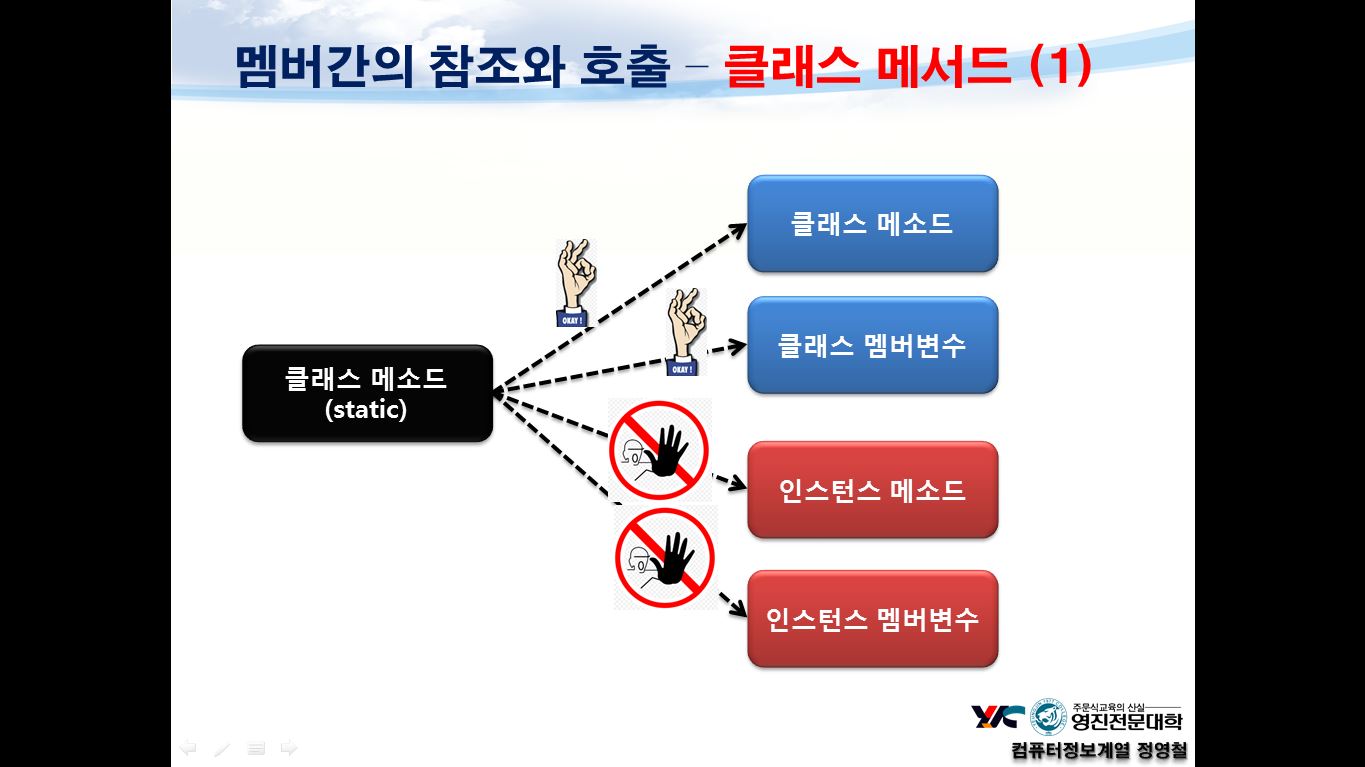 멤버간의 참조와 호출 – 클래스 메서드 (1)
클래스 메소드
OKAY !
클래스 멤버변수
OKAY !
클래스 메소드
(static)
인스턴스 메소드
인스턴스 멤버변수
주문식교육의 산실
영진전문대학
컴퓨터정보계열 정영철